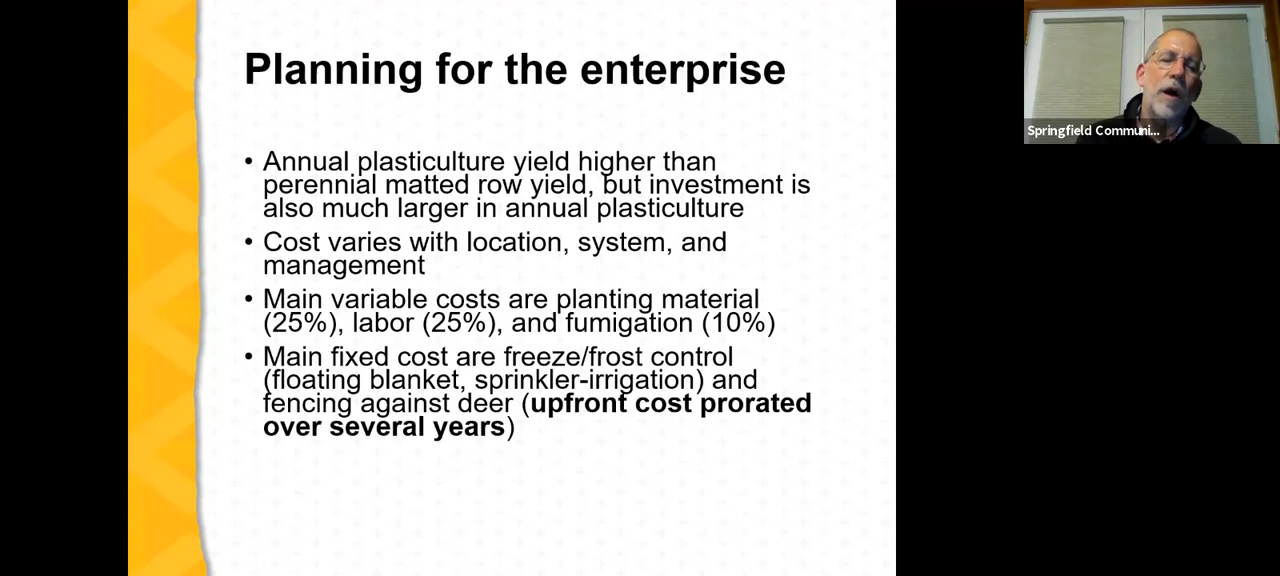 Planning for the enterprise
• Annual plasticulture yield higher than
perennial matted row yield, but investment is
also much larger in annual plasticulture
• Cost varies with location, system, and
management
• Main variable costs are planting material
(25%), labor (25%), and fumigation (10%)
• Main fixed cost are freeze/frost control
(floating blanket, sprinkler-irrigation) and
fencing against deer (upfront cost prorated
over several years)
Springfield Communi...